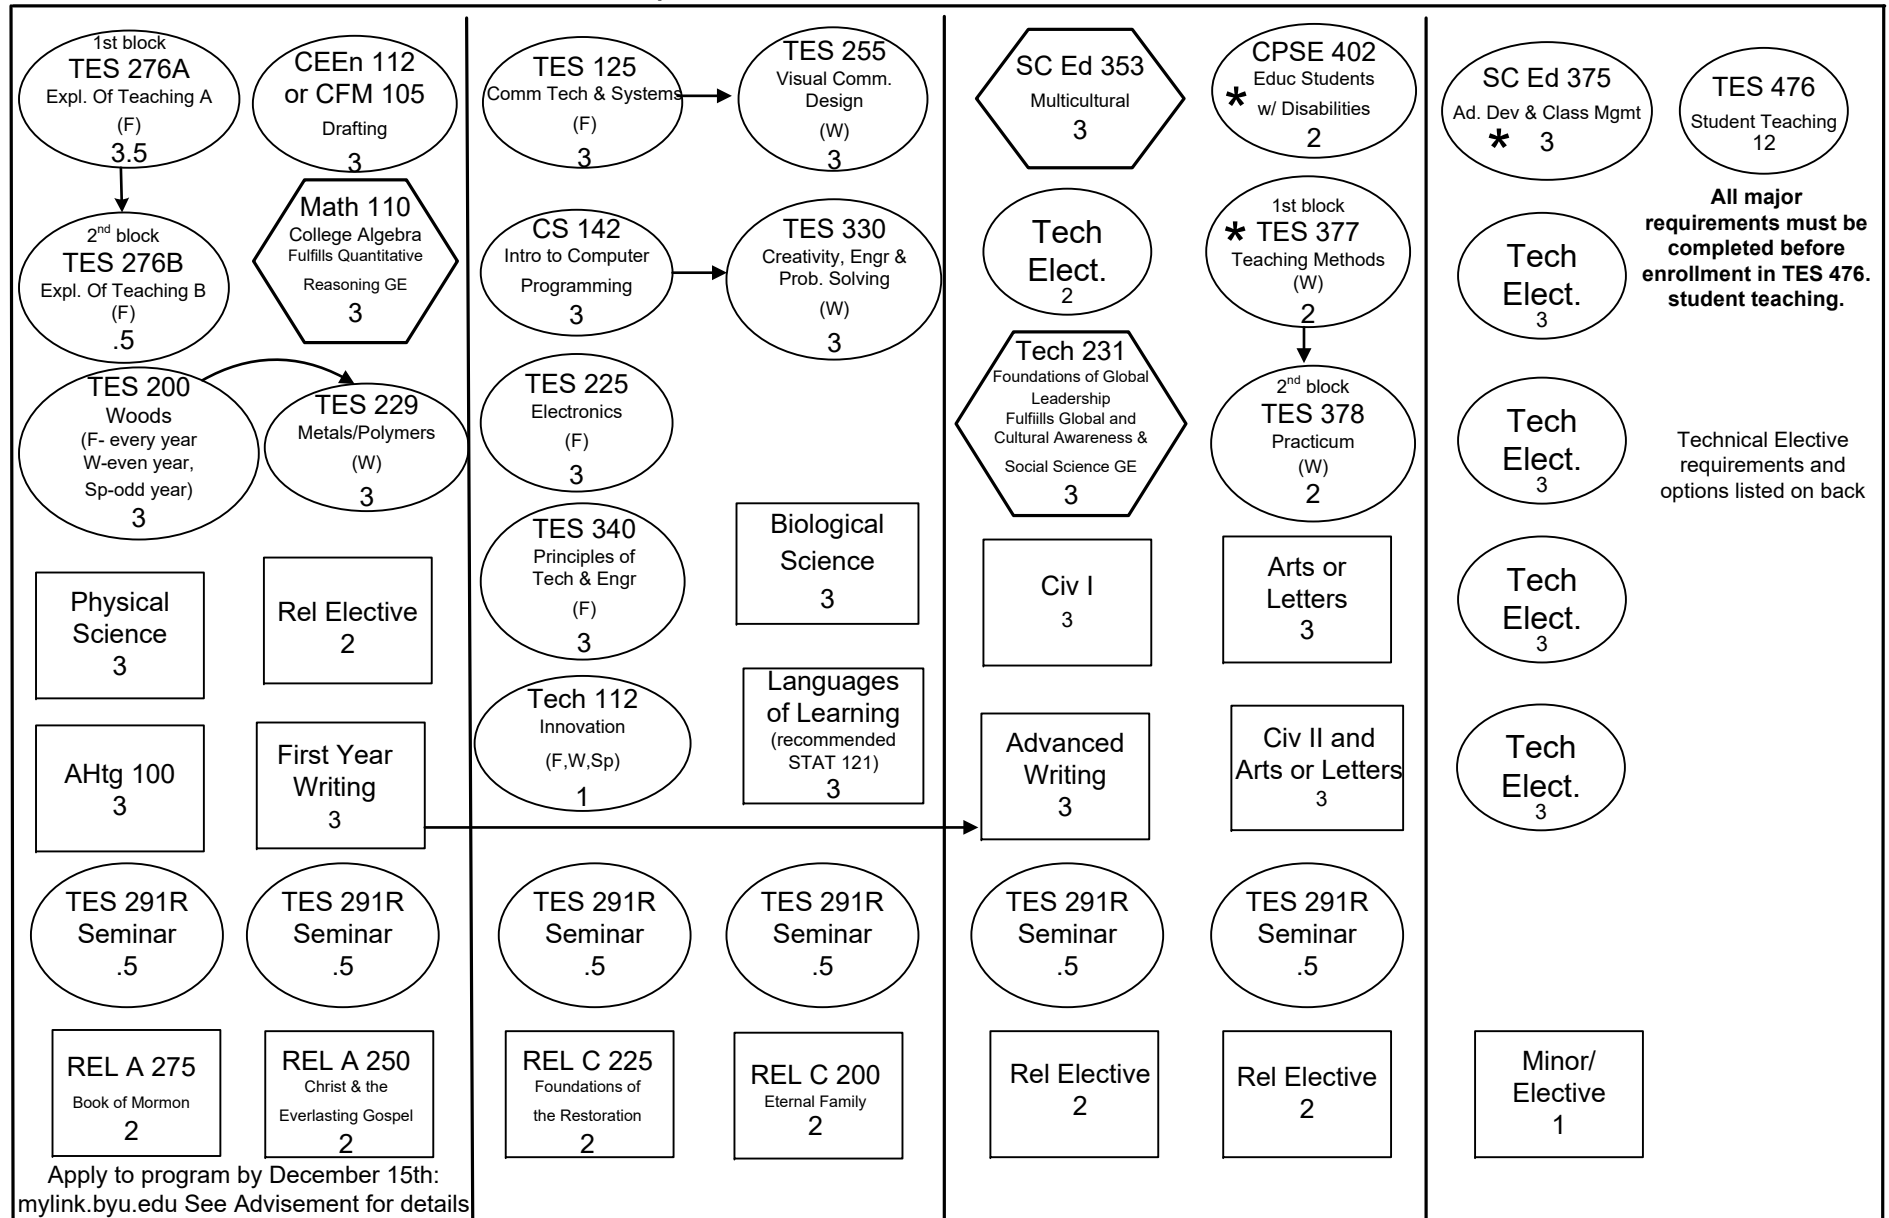 1st block
TES 276A
Expl. Of Teaching A
(F)
3.5
CEEn 112
or CFM 105
Drafting
3
2nd block
TES 276B
Expl. Of Teaching B
(F)
.5
Math 110
College Algebra
Fulfills Quantitative
Reasoning GE
3
TES 200
Woods
(F- every year
W-even year,
Sp-odd year)
3
TES 229
Metals/Polymers
(W)
3
Physical
Science
3
Rel Elective
2
AHtg 100
3
First Year
Writing
3
TES 291R
Seminar
.5
TES 291R
Seminar
.5
REL A 275
Book of Mormon
2
REL A 250
Christ & the
Everlasting Gospel
2
Apply to program by December 15th:
mylink.byu.edu See Advisement for details
TES 125
Comm Tech & Systems
(F)
3
TES 255
Visual Comm.
Design
(W)
3
CS 142
Intro to Computer
Programming
3
TES 330
Creativity, Engr &
Prob. Solving
(W)
3
TES 225
Electronics
(F)
3
TES 340
Principles of
Tech & Engr
(F)
3
Biological
Science
3
Tech 112
Innovation
(F,W,Sp)
1
Languages
of Learning
(recommended
STAT 121)
3
TES 291R
Seminar
.5
TES 291R
Seminar
.5
REL C 225
Foundations of
the Restoration
2
REL C 200
Eternal Family
2
SC Ed 353
Multicultural
3
CPSE 402
Educ Students
* w/ Disabilities
2
Tech
Elect.
2
1st block
* TES 377
Teaching Methods
(W)
2
Tech 231
Foundations of Global
Leadership
Fulfiills Global and
Cultural Awareness &
Social Science GE
3
2nd block
TES 378
Practicum
(W)
2
Civ I
3
Arts or
Letters
3
Advanced
Writing
3
Civ II and
Arts or Letters
3
TES 291R
Seminar
.5
TES 291R
Seminar
.5
Rel Elective
2
Rel Elective
2
SC Ed 375
Ad. Dev & Class Mgmt
* 3
TES 476
Student Teaching
12
All major
requirements must be
completed before
enrollment in TES 476.
student teaching.
Tech
Elect.
3
Tech
Elect.
3
Technical Elective
requirements and
options listed on back
Tech
Elect.
3
Tech
Elect.
3
Minor/
Elective
1